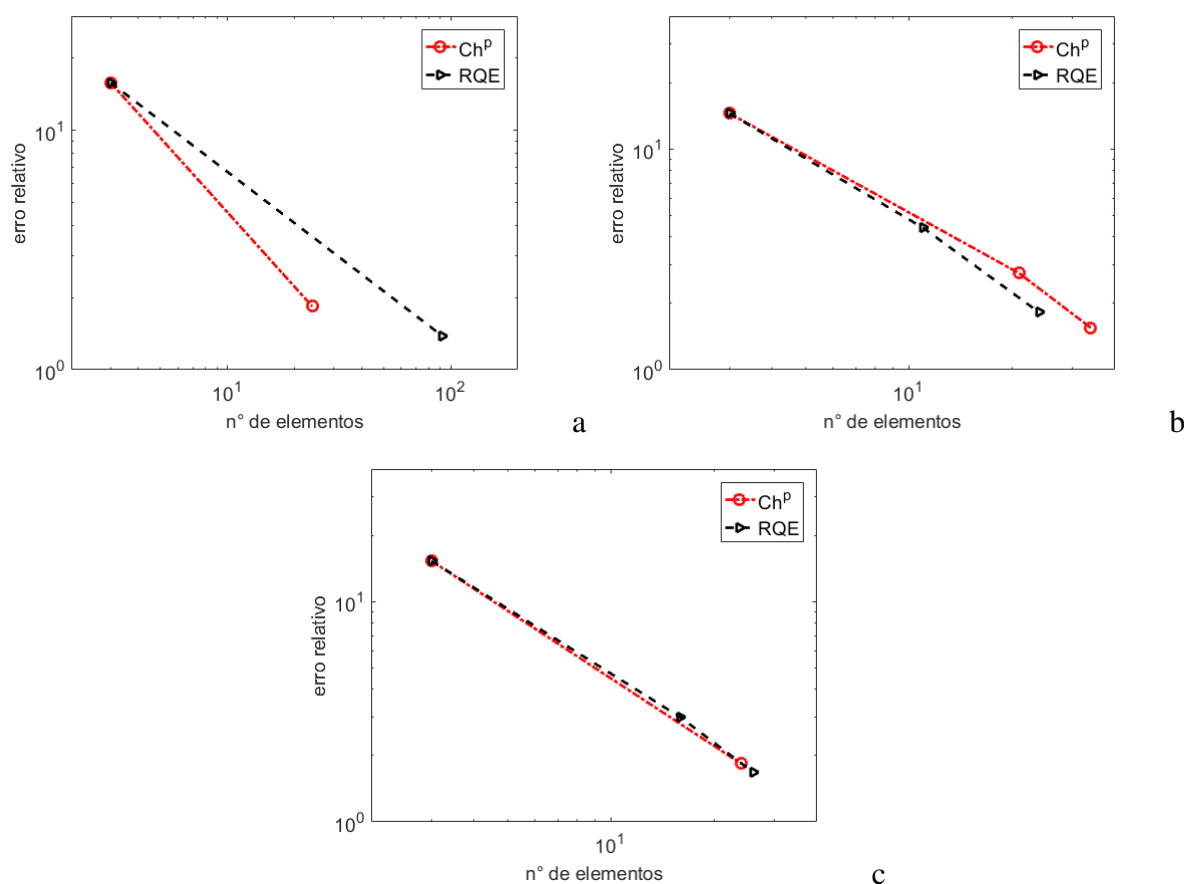 Ch^p
RQE
10^1
10^0
10^1
10^2
erro relativo
n° de elementos
a
Ch^p
RQE
10^1
10^0
10^1
erro relativo
n° de elementos
b
Ch^p
RQE
10^1
10^0
10^1
erro relativo
n° de elementos
c